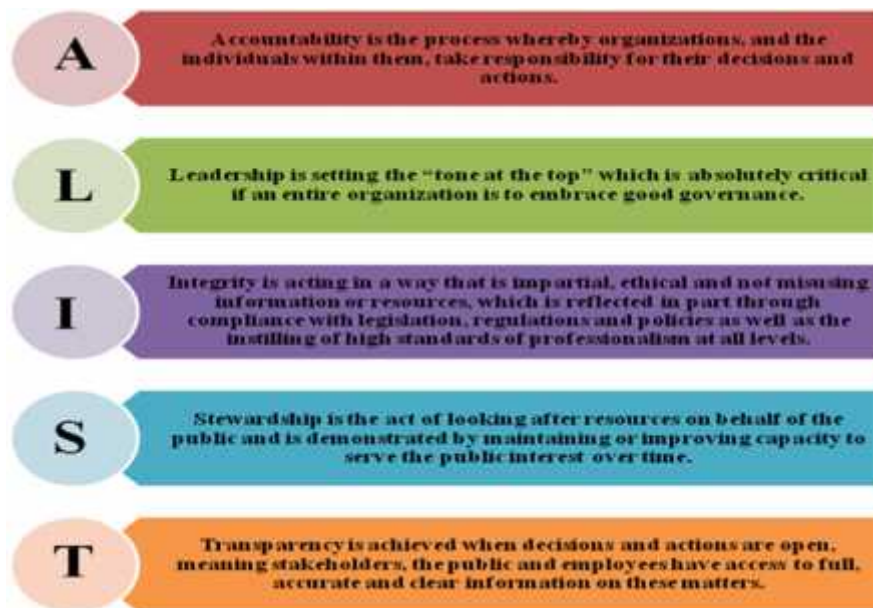 A
Accountability is the process whereby organizations, and the
individuals within them, take responsibility for their decisions and
actions.
L
Leadership is setting the “tone at the top” which is absolutely critical
if an entire organization is to embrace good governance.
I
Integrity is acting in a way that is impartial, ethical and not misusing
information or resources, which is reflected in part through
compliance with legislation, regulations and policies as well as the
instilling of high standards of professionalism at all levels.
S
Stewardship is the act of looking after resources on behalf of the
public and is demonstrated by maintaining or improving capacity to
serve the public interest over time.
T
Transparency is achieved when decisions and actions are open,
meaning stakeholders, the public and employees have access to full,
accurate and clear information on these matters.